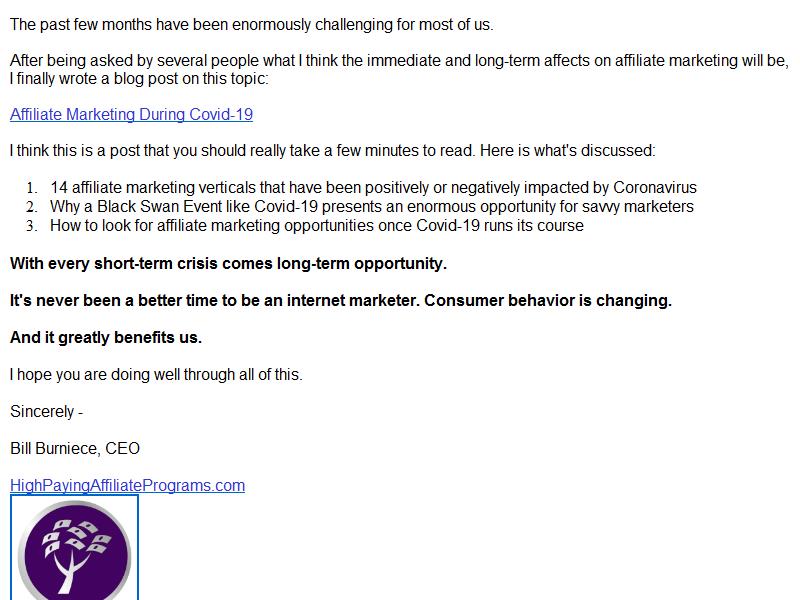 The past few months have been enormously challenging for most of us.
After being asked by several people what I think the immediate and long-term affects on affiliate marketing will be,
I finally wrote a blog post on this topic:
Affiliate Marketing During Covid-19
I think this is a post that you should really take a few minutes to read. Here is what's discussed:
1. 14 affiliate marketing verticals that have been positively or negatively impacted by Coronavirus
2. Why a Black Swan Event like Covid-19 presents an enormous opportunity for savvy marketers
3. How to look for affiliate marketing opportunities once Covid-19 runs its course
With every short-term crisis comes long-term opportunity.
It's never been a better time to be an internet marketer. Consumer behavior is changing.
And it greatly benefits us.
I hope you are doing well through all of this.
Sincerely -
Bill Burniece, CEO
HighPayingAffiliatePrograms.com